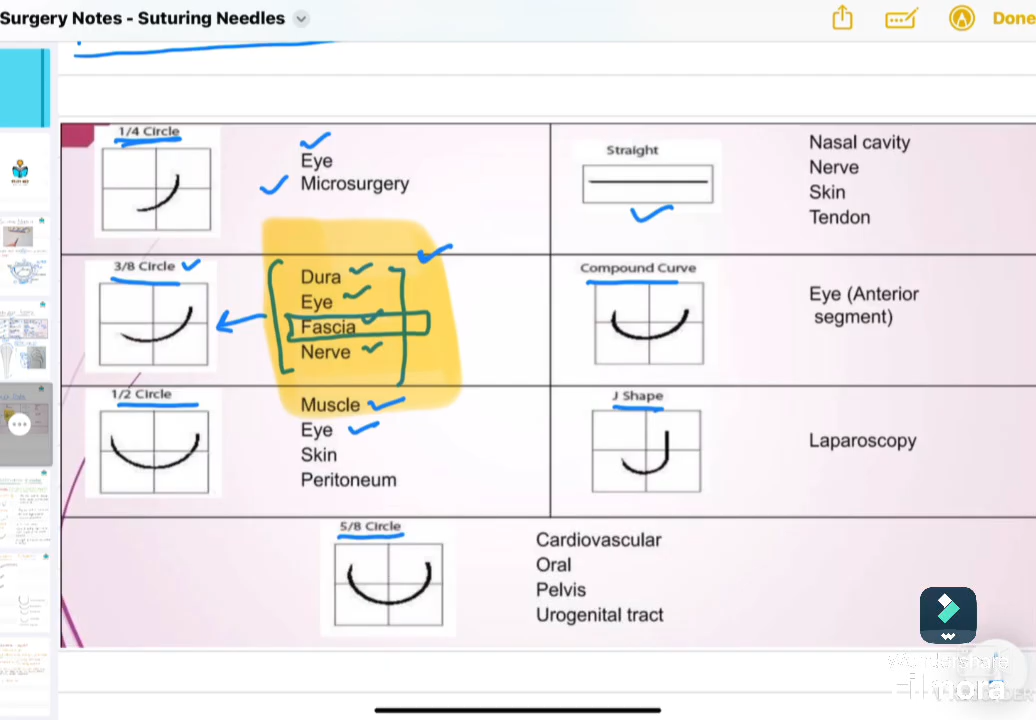 Surgery Notes - Suturing Needles
Done
1/4 Circle
Eye
Microsurgery
Straight
Nasal cavity
Nerve
Skin
Tendon
3/8 Circle
Dura
Eye
Fascia
Nerve
Compound Curve
Eye (Anterior
segment)
1/2 Circle
Muscle
Eye
Skin
Peritoneum
J Shape
Laparoscopy
5/8 Circle
Cardiovascular
Oral
Pelvis
Urogenital tract
Wondershare
Filmora